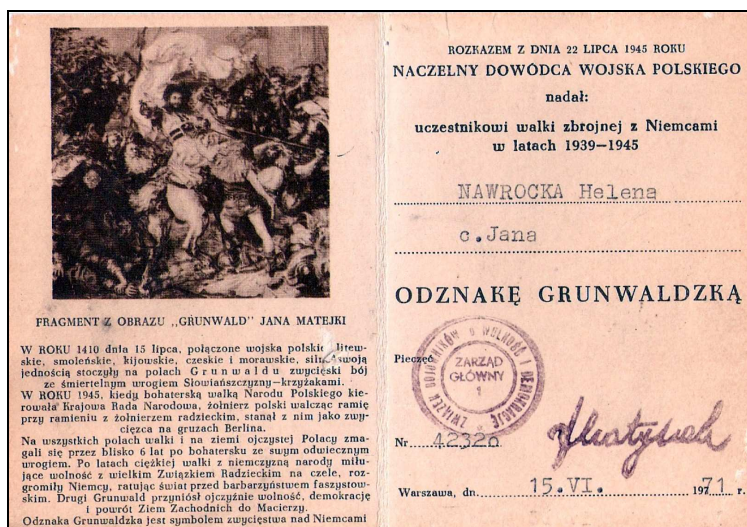 FRAGMENT Z OBRAZU „GRUNWALD" JANA MATEJKI
W ROKU 1410 dnia 15 lipca, połączone wojska polskie, litew-
skie, smoleńskie, kijowskie, czeskie i morawskie, silne swoją
jednością stoczyły na polach Grunwaldu zwycięski bój
ze śmiertelnym wrogiem Słowiańszczyzny—krzyżakami.
W ROKU 1945, kiedy bohaterską walką Narodu Polskiego kie-
rowała Krajowa Rada Narodowa, żołnierz polski walcząc ramię
przy ramieniu z żołnierzem radzieckim, stanął z nim jako zwy-
cięzca na gruzach Berlina.
Na wszystkich polach walki i na ziemi ojczystej Polacy zma-
gali się przez blisko 6 lat po bohatersku ze swym odwiecznym
wrogiem. Po latach ciężkiej walki z niemczyzną narody miłu-
jące wolność z wielkim Związkiem Radzieckim na czele, roz-
gromiły Niemcy, ratując świat przed barbarzyństwem faszystow-
skim. Drugi Grunwald przyniósł ojczyźnie wolność, demokrację
i powrót Ziem Zachodnich do Macierzy.
Odznaka Grunwaldzka jest symbolem zwycięstwa nad Niemcami
ROZKAZEM Z DNIA 22 LIPCA 1945 ROKU
NACZELNY DOWÓDCA WOJSKA POLSKIEGO
nadał:
uczestnikowi walki zbrojnej z Niemcami
w latach 1939—1945
NAWROCKA Helena
c.Jana
ODZNAKĘ GRUNWALDZKĄ
Pieczęć
ZWIĄZEK BOJOWNIKÓW O WOLNOŚĆ I DEMOKRACJĘ
ZARZĄD
GŁÓWNY
1
Nr 42326
Warszawa, dn. 15.VI. 1971 r.